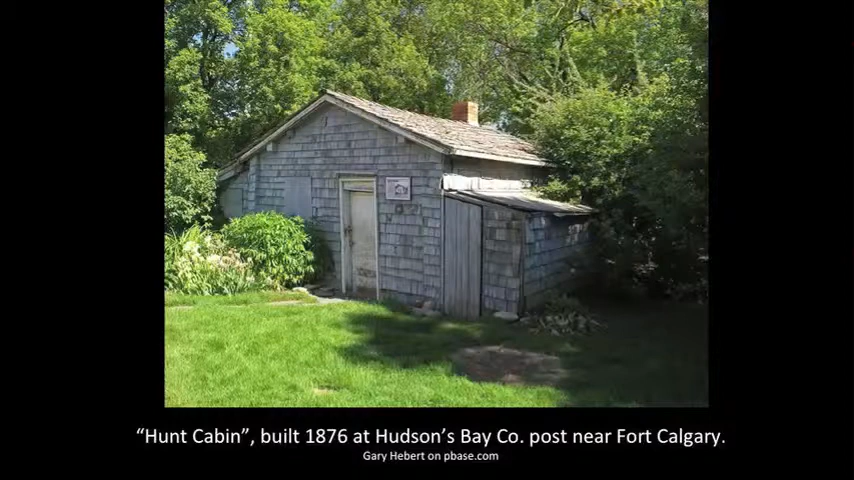 “Hunt Cabin”, built 1876 at Hudson’s Bay Co. post near Fort Calgary.
Gary Hebert on pbase.com